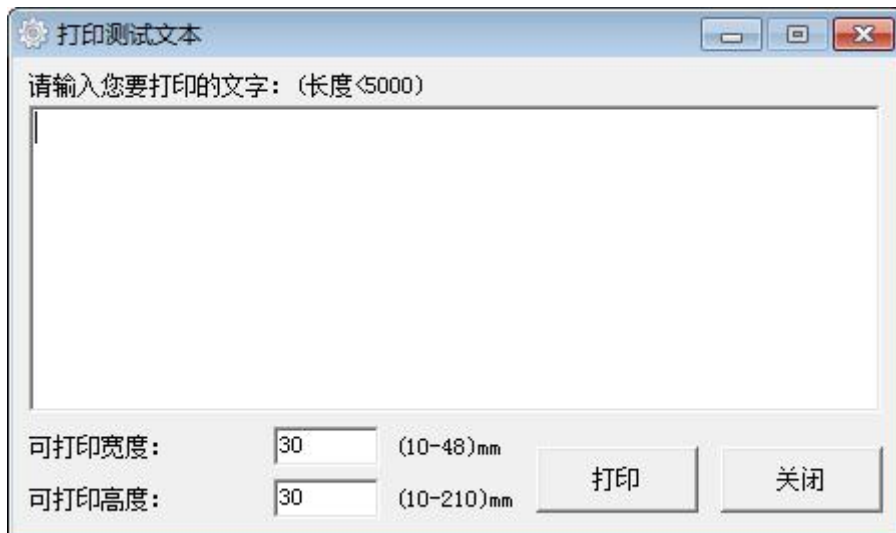 打印测试文本
请输入您要打印的文字：(长度<5000)
可打印宽度： 30 (10-48)mm
可打印高度： 30 (10-210)mm
打印 关闭